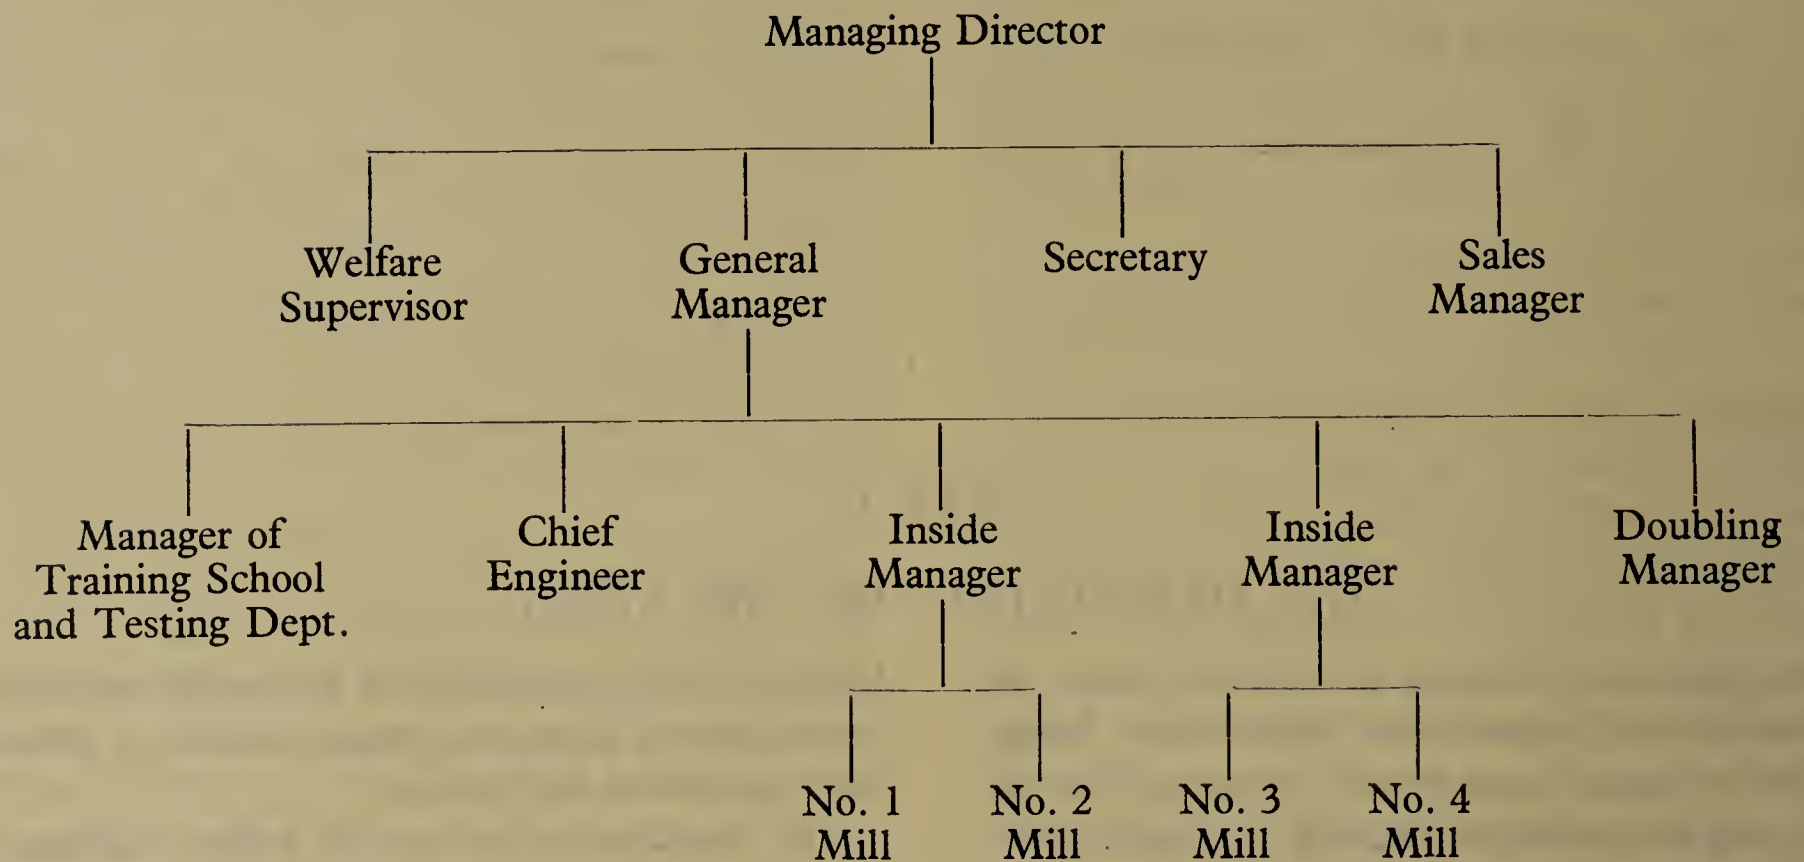 Managing Director
Welfare
Supervisor
General
Manager
Secretary
Sales
Manager
Manager of
Training School
and Testing Dept.
Chief
Engineer
Inside
Manager
Inside
Manager
Doubling
Manager
No. 1
Mill
No. 2
Mill
No. 3
Mill
No. 4
Mill